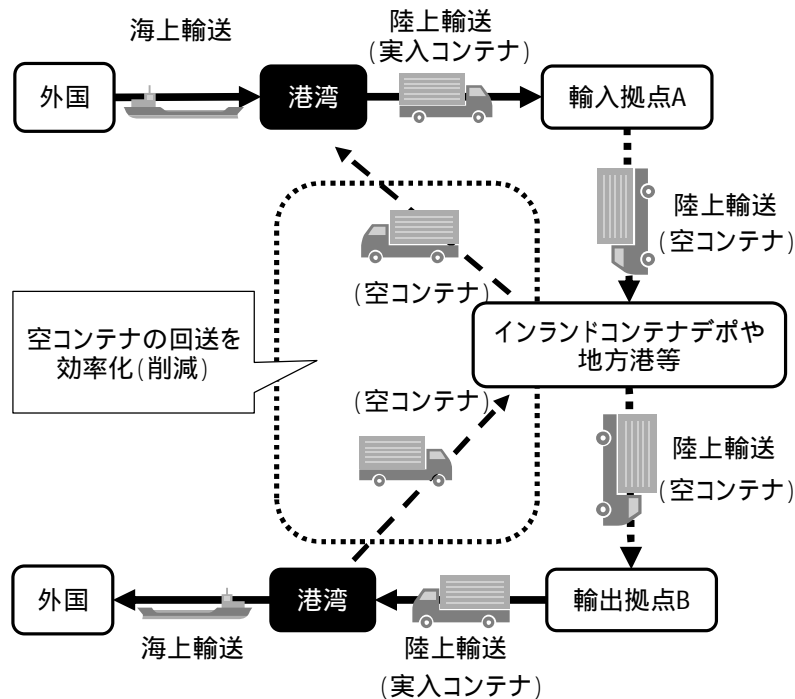 海上輸送
陸上輸送
(実入コンテナ)
外国
港湾
輸入拠点A
陸上輸送
(空コンテナ)
(空コンテナ)
空コンテナの回送を
効率化(削減)
インランドコンテナデポや
地方港等
(空コンテナ)
陸上輸送
(空コンテナ)
外国
港湾
輸出拠点B
海上輸送
陸上輸送
(実入コンテナ)